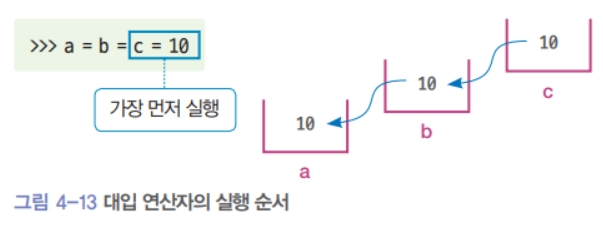 >>> a = b = c = 10
가장 먼저 실행
10
c
10
b
10
a
그림 4-13 대입 연산자의 실행 순서